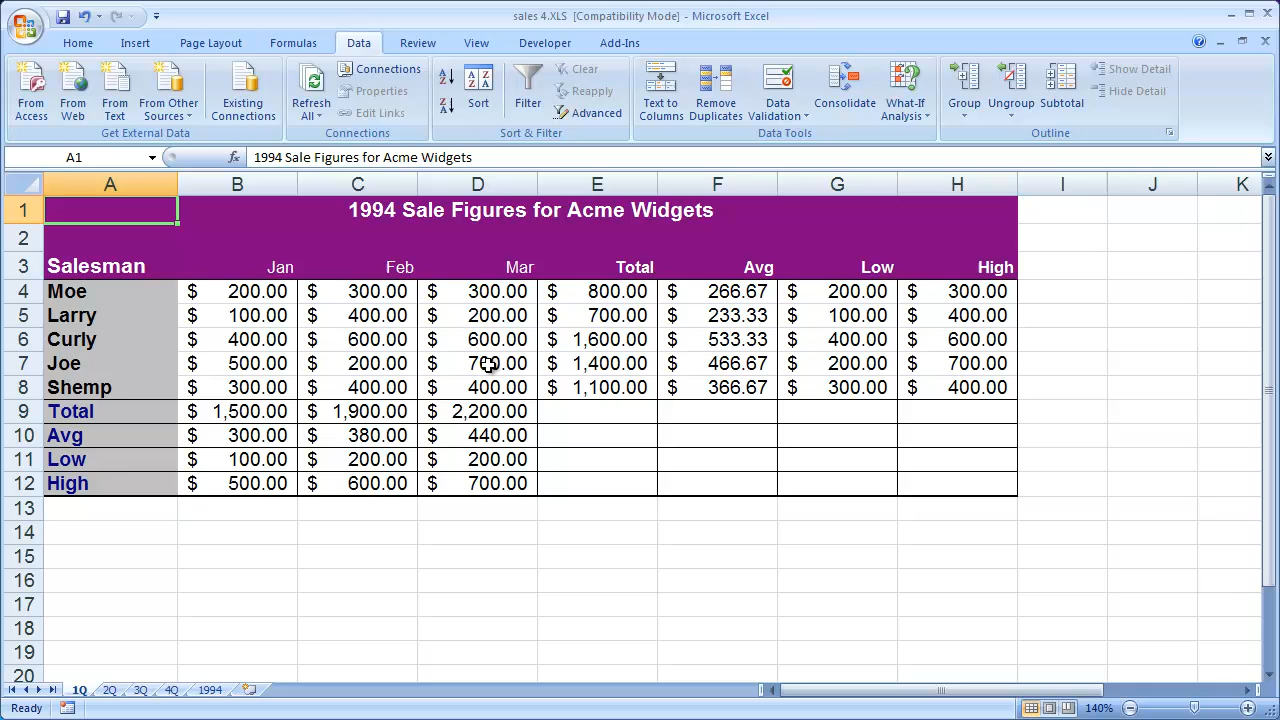 sales 4.XLS [Compatibility Mode] - Microsoft Excel
Home Insert Page Layout Formulas Data Review View Developer Add-Ins
From Access From Web From Text From Other Sources Existing Connections Get External Data
Refresh All Connections Properties Edit Links Connections
Sort Filter Clear Reapply Advanced Sort & Filter
Text to Columns Remove Duplicates Data Validation Consolidate What-If Analysis Data Tools
Group Ungroup Subtotal Show Detail Hide Detail Outline
A1 fx 1994 Sale Figures for Acme Widgets
A B C D E F G H I J K
1 1994 Sale Figures for Acme Widgets
2
3 Salesman Jan Feb Mar Total Avg Low High
4 Moe $ 200.00 $ 300.00 $ 300.00 $ 800.00 $ 266.67 $ 200.00 $ 300.00
5 Larry $ 100.00 $ 400.00 $ 200.00 $ 700.00 $ 233.33 $ 100.00 $ 400.00
6 Curly $ 400.00 $ 600.00 $ 600.00 $ 1,600.00 $ 533.33 $ 400.00 $ 600.00
7 Joe $ 500.00 $ 200.00 $ 700.00 $ 1,400.00 $ 466.67 $ 200.00 $ 700.00
8 Shemp $ 300.00 $ 400.00 $ 400.00 $ 1,100.00 $ 366.67 $ 300.00 $ 400.00
9 Total $ 1,500.00 $ 1,900.00 $ 2,200.00
10 Avg $ 300.00 $ 380.00 $ 440.00
11 Low $ 100.00 $ 200.00 $ 200.00
12 High $ 500.00 $ 600.00 $ 700.00
13
14
15
16
17
18
19
20
1Q 2Q 3Q 4Q 1994
Ready 140%